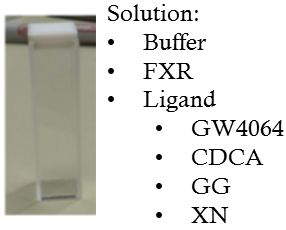 Solution:
• Buffer
• FXR
• Ligand
• GW4064
• CDCA
• GG
• XN